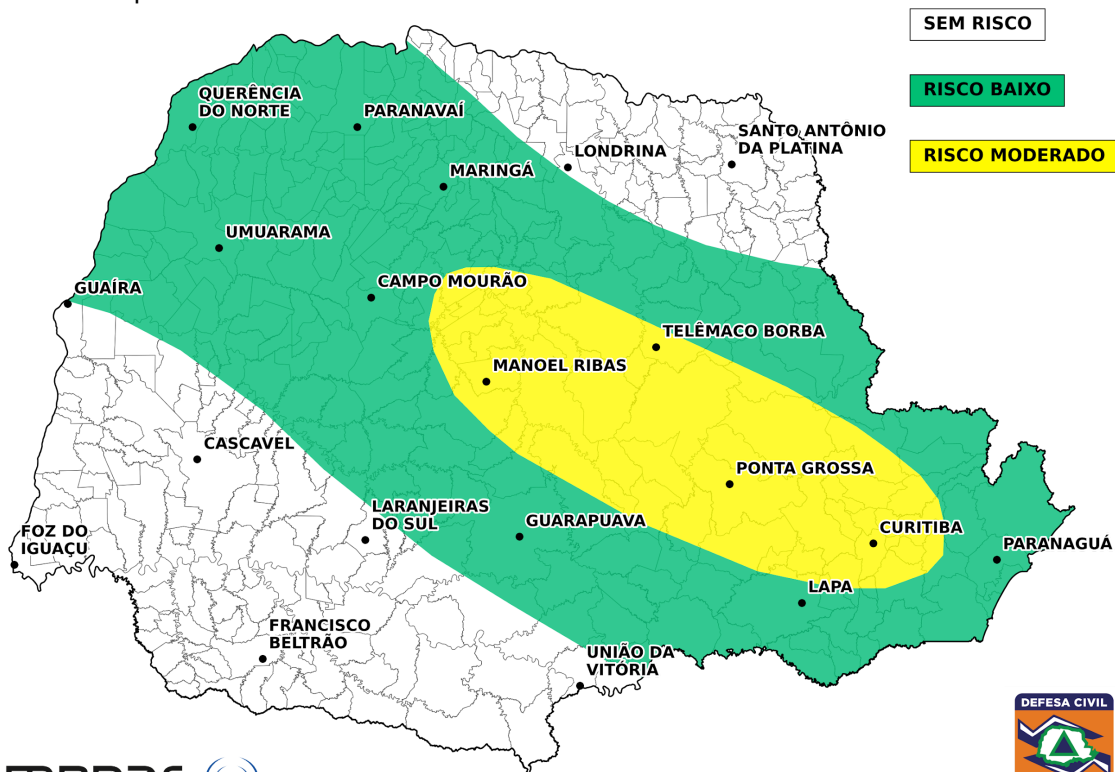 SEM RISCO
RISCO BAIXO
RISCO MODERADO
QUERÊNCIA
DO NORTE
PARANAVAÍ
LONDRINA
SANTO ANTÔNIO
DA PLATINA
MARINGÁ
UMUARAMA
CAMPO MOURÃO
GUAÍRA
TELÊMACO BORBA
MANOEL RIBAS
CASCAVEL
PONTA GROSSA
LARANJEIRAS
DO SUL
GUARAPUAVA
CURITIBA
FOZ DO
IGUAÇU
PARANAGUÁ
LAPA
FRANCISCO
BELTRÃO
UNIÃO DA
VITÓRIA
DEFESA CIVIL